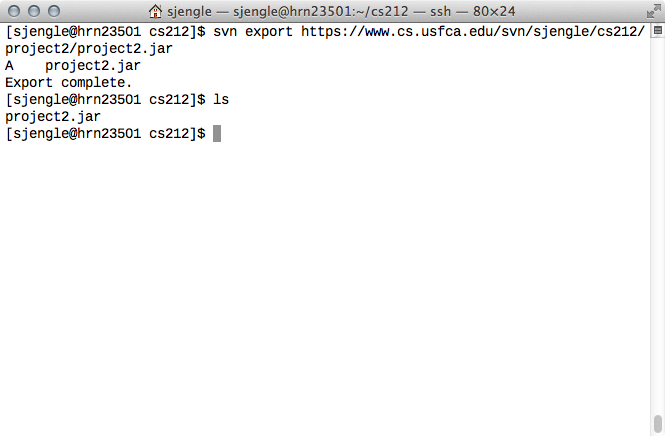 sjengle — sjengle@hrn23501:~/cs212 — ssh — 80×24
[sjengle@hrn23501 cs212]$ svn export https://www.cs.usfca.edu/svn/sjengle/cs212/
project2/project2.jar
A    project2.jar
Export complete.
[sjengle@hrn23501 cs212]$ ls
project2.jar
[sjengle@hrn23501 cs212]$